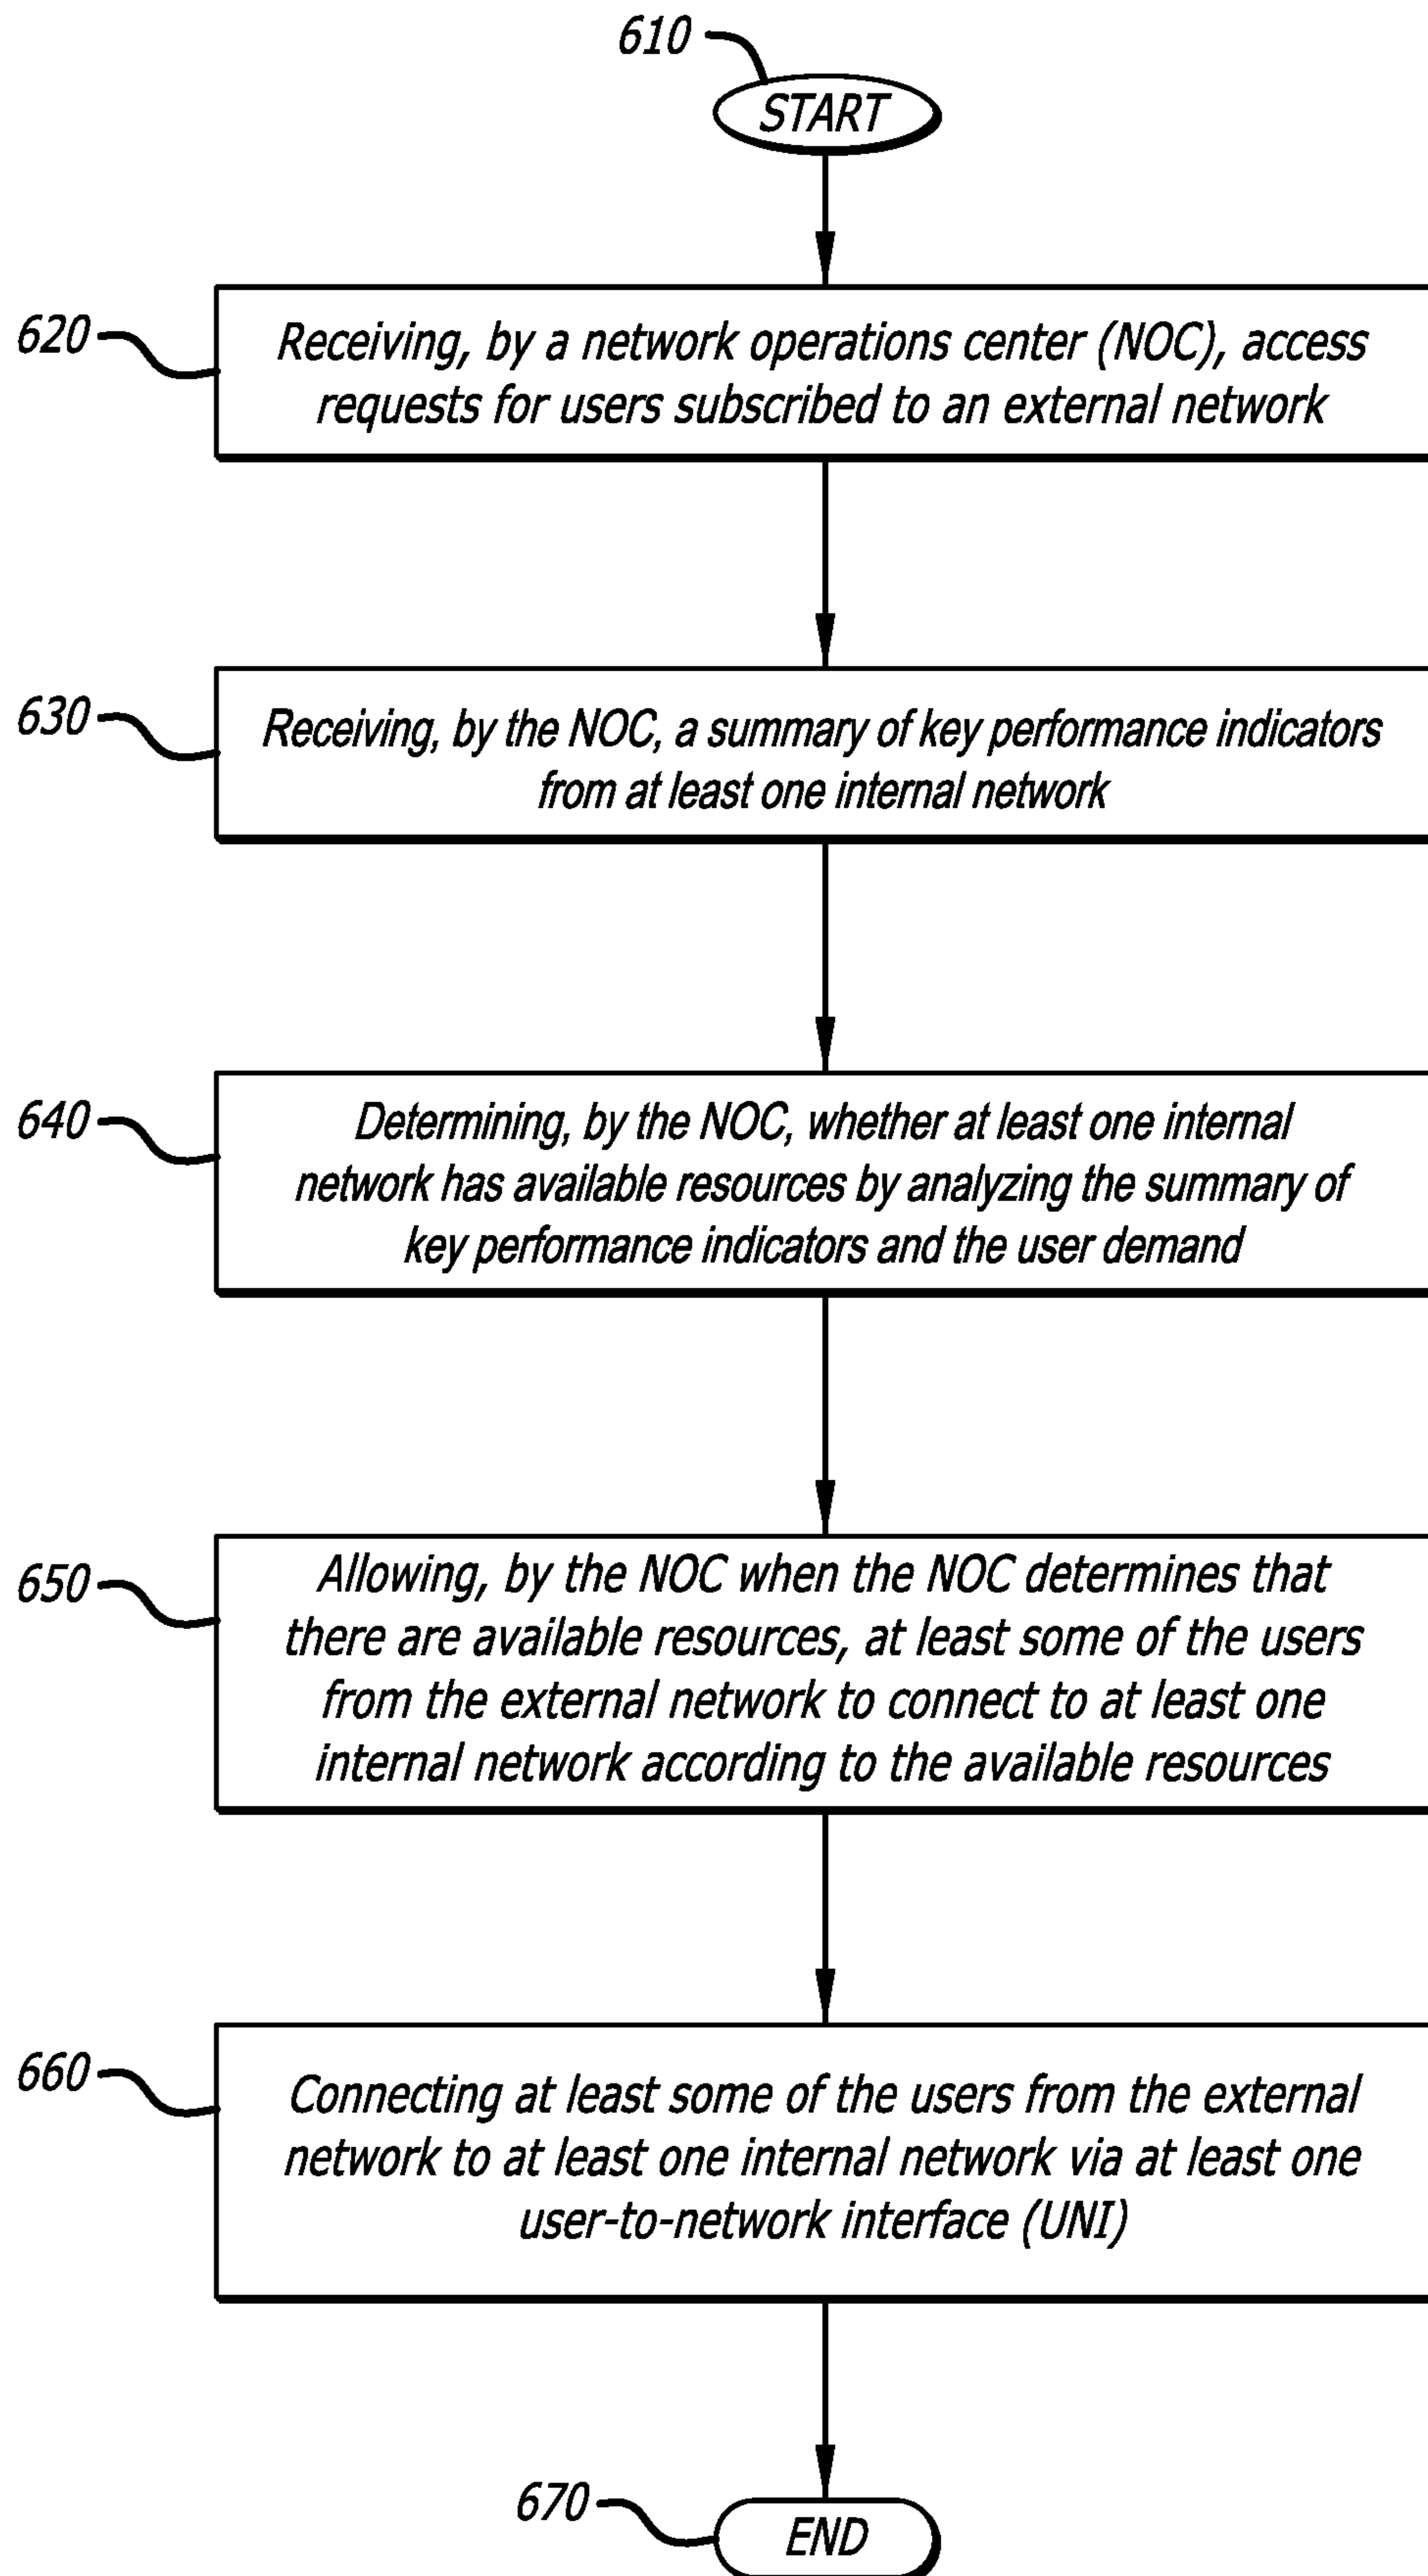 610
START
620
Receiving, by a network operations center (NOC), access
requests for users subscribed to an external network
630
Receiving, by the NOC, a summary of key performance indicators
from at least one internal network
640
Determining, by the NOC, whether at least one internal
network has available resources by analyzing the summary of
key performance indicators and the user demand
650
Allowing, by the NOC when the NOC determines that
there are available resources, at least some of the users
from the external network to connect to at least one
internal network according to the available resources
660
Connecting at least some of the users from the external
network to at least one internal network via at least one
user-to-network interface (UNI)
670
END